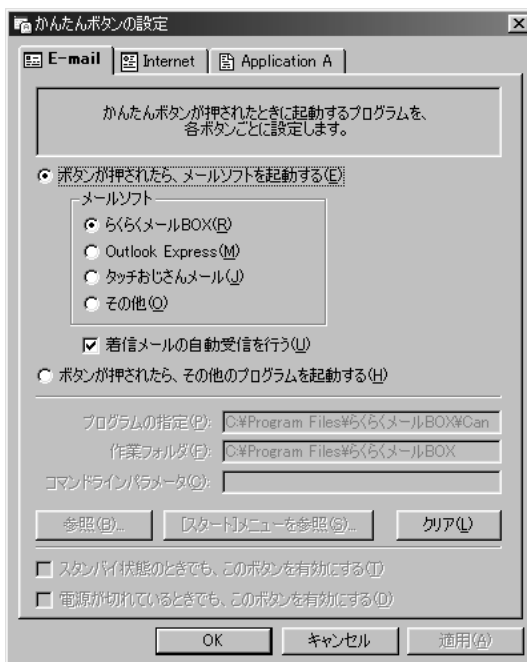 かんたんボタンの設定
E-mail Internet Application A
かんたんボタンが押されたときに起動するプログラムを、
各ボタンごとに設定します。
ボタンが押されたら、メールソフトを起動する(E)
メールソフト
らくらくメールBOX(R)
Outlook Express(M)
タッチおじさんメール(J)
その他(O)
着信メールの自動受信を行う(U)
ボタンが押されたら、その他のプログラムを起動する(H)
プログラムの指定(P): C:¥Program Files¥らくらくメールBOX¥Can
作業フォルダ(F): C:¥Program Files¥らくらくメールBOX
コマンドラインパラメータ(C):
参照(B)... [スタート]メニューを参照(S)... クリア(L)
スタンバイ状態のときでも、このボタンを有効にする(T)
電源が切れているときでも、このボタンを有効にする(D)
OK キャンセル 適用(A)